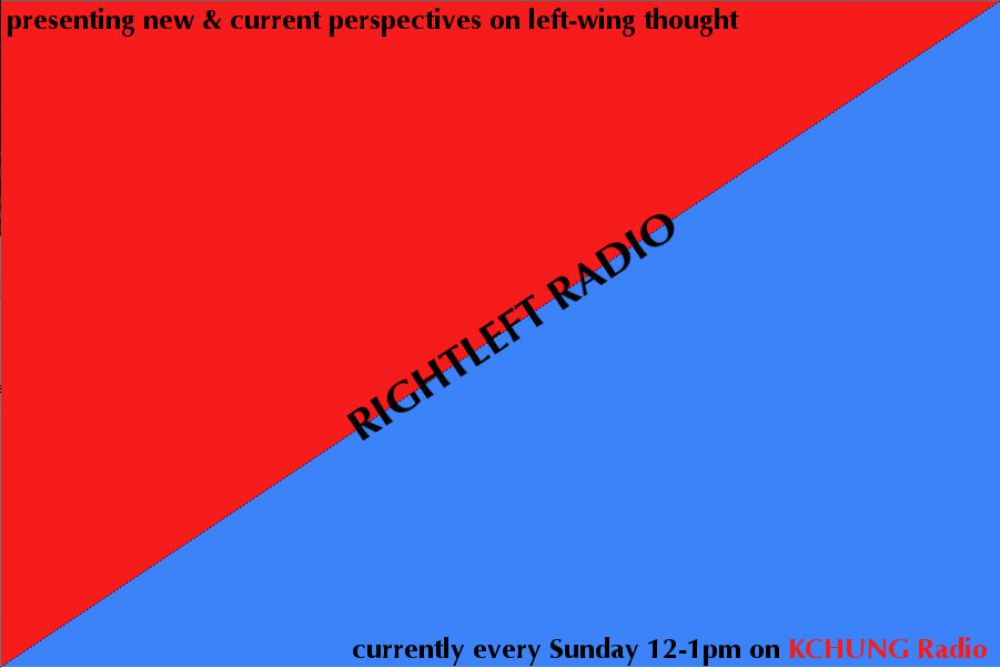 presenting new & current perspectives on left-wing thought
RIGHTLEFT RADIO
currently every Sunday 12-1pm on KCHUNG Radio